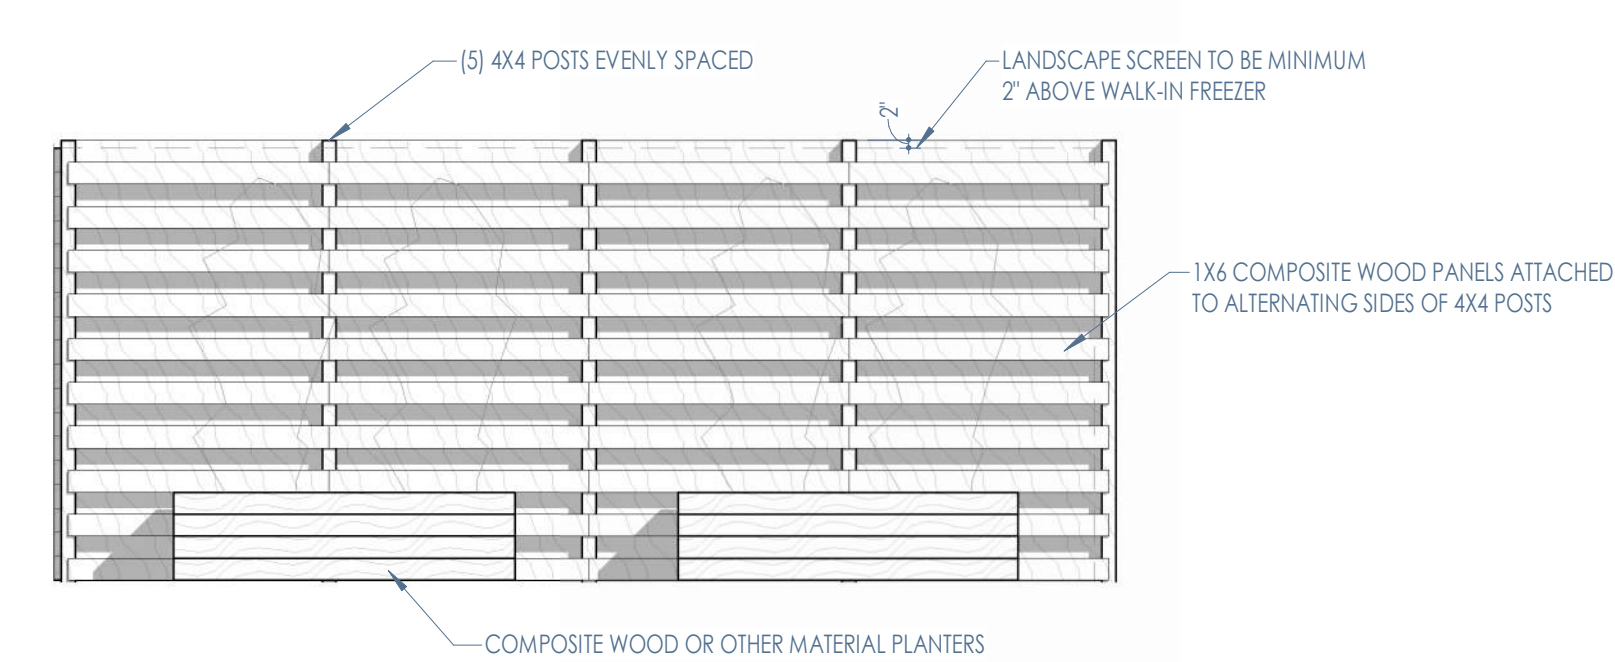 (5) 4X4 POSTS EVENLY SPACED
LANDSCAPE SCREEN TO BE MINIMUM
2" ABOVE WALK-IN FREEZER
2"
1X6 COMPOSITE WOOD PANELS ATTACHED
TO ALTERNATING SIDES OF 4X4 POSTS
COMPOSITE WOOD OR OTHER MATERIAL PLANTERS